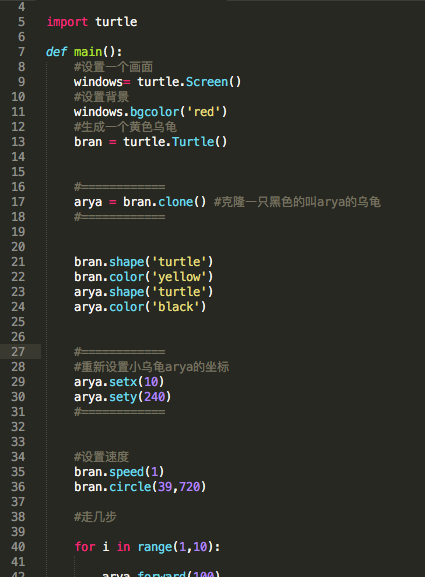 4
5 import turtle
6
7 def main():
8 #设置一个画面
9 windows= turtle.Screen()
10 #设置背景
11 windows.bgcolor('red')
12 #生成一个黄色乌龟
13 bran = turtle.Turtle()
14
15
16 #============
17 arya = bran.clone() #克隆一只黑色的叫arya的乌龟
18 #============
19
20
21 bran.shape('turtle')
22 bran.color('yellow')
23 arya.shape('turtle')
24 arya.color('black')
25
26
27 #============
28 #重新设置小乌龟arya的坐标
29 arya.setx(10)
30 arya.sety(240)
31 #============
32
33
34 #设置速度
35 bran.speed(1)
36 bran.circle(39,720)
37
38 #走几步
39
40 for i in range(1,10):
41
42 arya.forward(100)